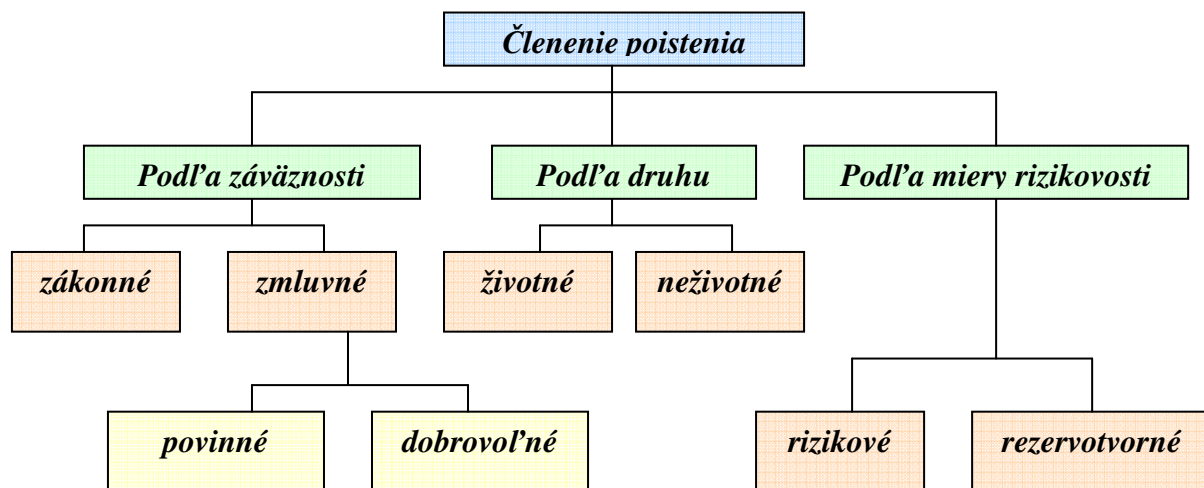 Členenie poistenia
Podľa záväznosti
Podľa druhu
Podľa miery rizikovosti
zákonné
zmluvné
životné
neživotné
povinné
dobrovoľné
rizikové
rezervotvorné